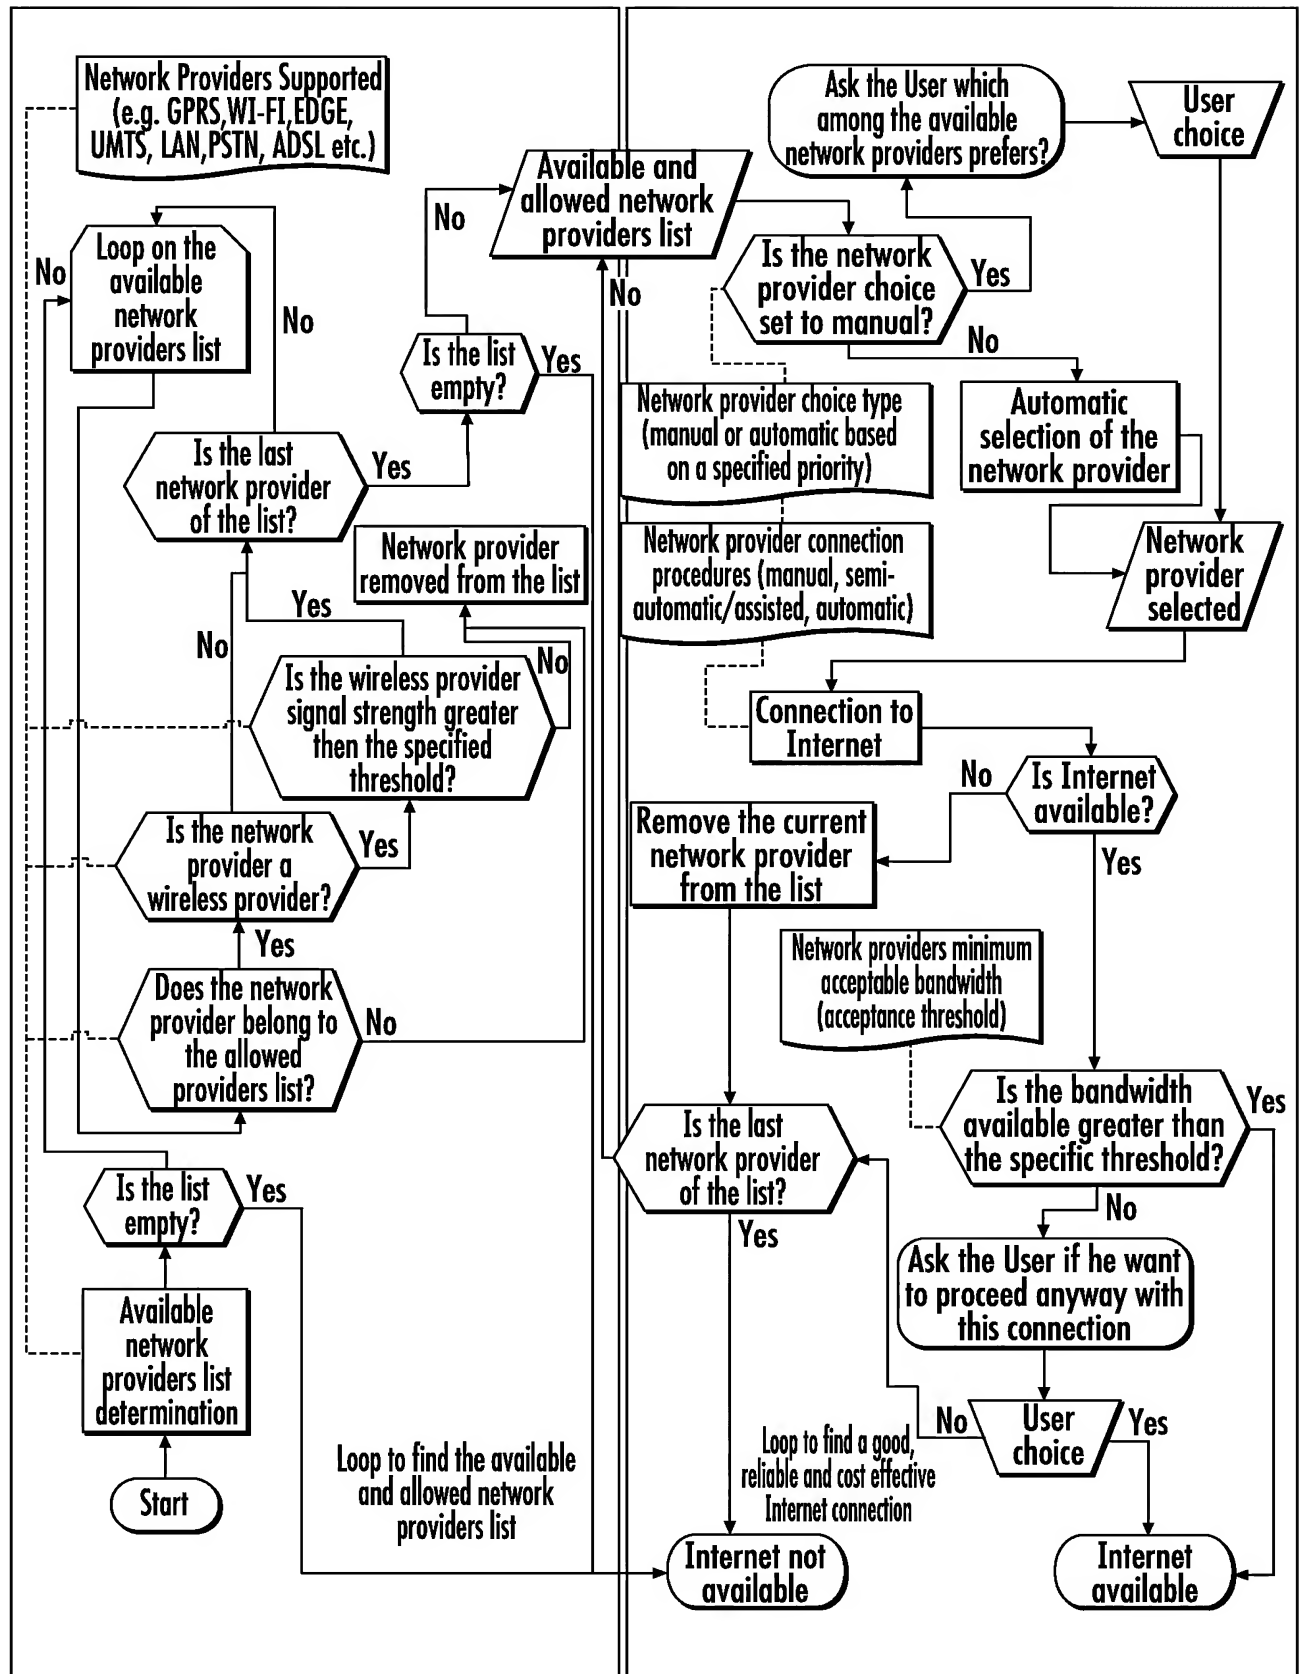 Network Providers Supported
(e.g. GPRS,WI-FI,EDGE,
UMTS, LAN,PSTN, ADSL etc.)
Loop on the
available
network
providers list
No
No
Is the last
network provider
of the list?
Yes
Is the list
empty?
No
Yes
Network provider
removed from the list
Yes
No
No
Is the wireless provider
signal strength greater
then the specified
threshold?
Is the network
provider a
wireless provider?
Yes
Yes
Does the network
provider belong to
the allowed
providers list?
No
Is the list
empty?
Yes
Available
network
providers list
determination
Start
Loop to find the available
and allowed network
providers list
Available and
allowed network
providers list
No
Ask the User which
among the available
network providers prefers?
User
choice
Is the network
provider choice
set to manual?
Yes
No
Network provider choice type
(manual or automatic based
on a specified priority)
Automatic
selection of the
network provider
Network provider connection
procedures (manual, semi-
automatic/assisted, automatic)
Network
provider
selected
Connection to
Internet
Is Internet
available?
No
Yes
Remove the current
network provider
from the list
Network providers minimum
acceptable bandwidth
(acceptance threshold)
Is the bandwidth
available greater than
the specific threshold?
Yes
No
Is the last
network provider
of the list?
Yes
Ask the User if he want
to proceed anyway with
this connection
User
choice
No
Yes
Loop to find a good,
reliable and cost effective
Internet connection
Internet not
available
Internet
available